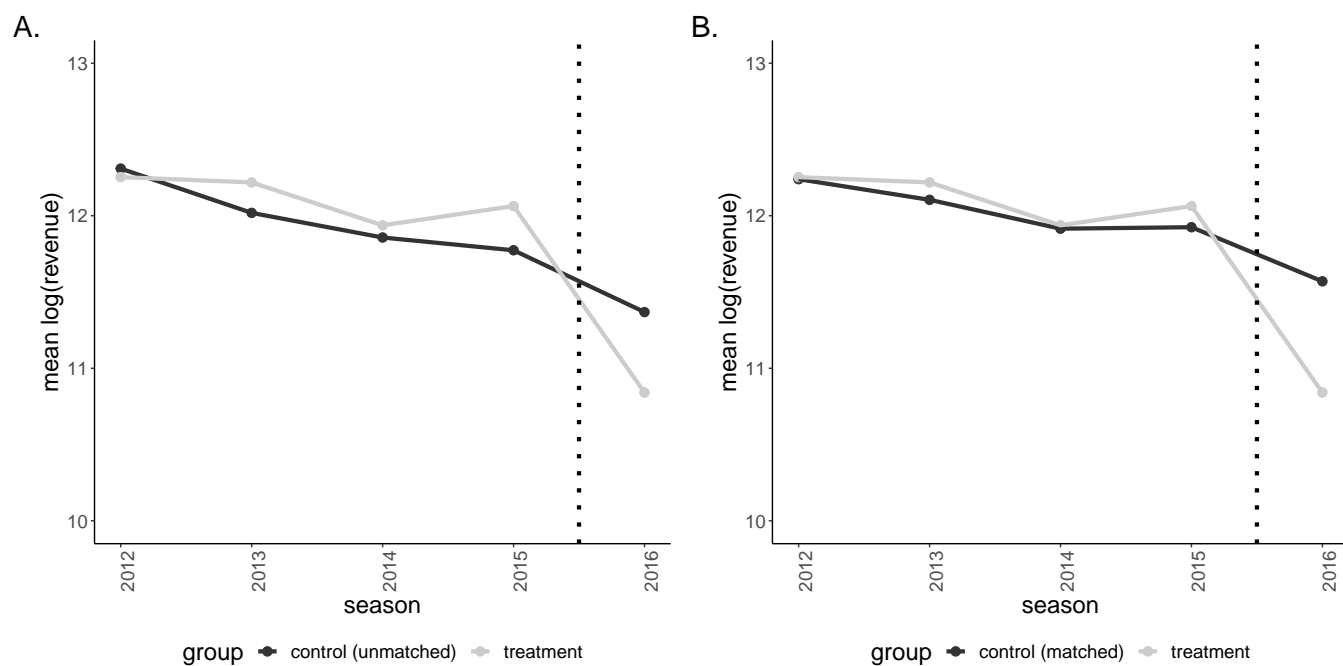 A.
mean log(revenue)
13
12
11
10
2012
2013
2014
2015
2016
season
group control (unmatched) treatment
B.
mean log(revenue)
13
12
11
10
2012
2013
2014
2015
2016
season
group control (matched) treatment